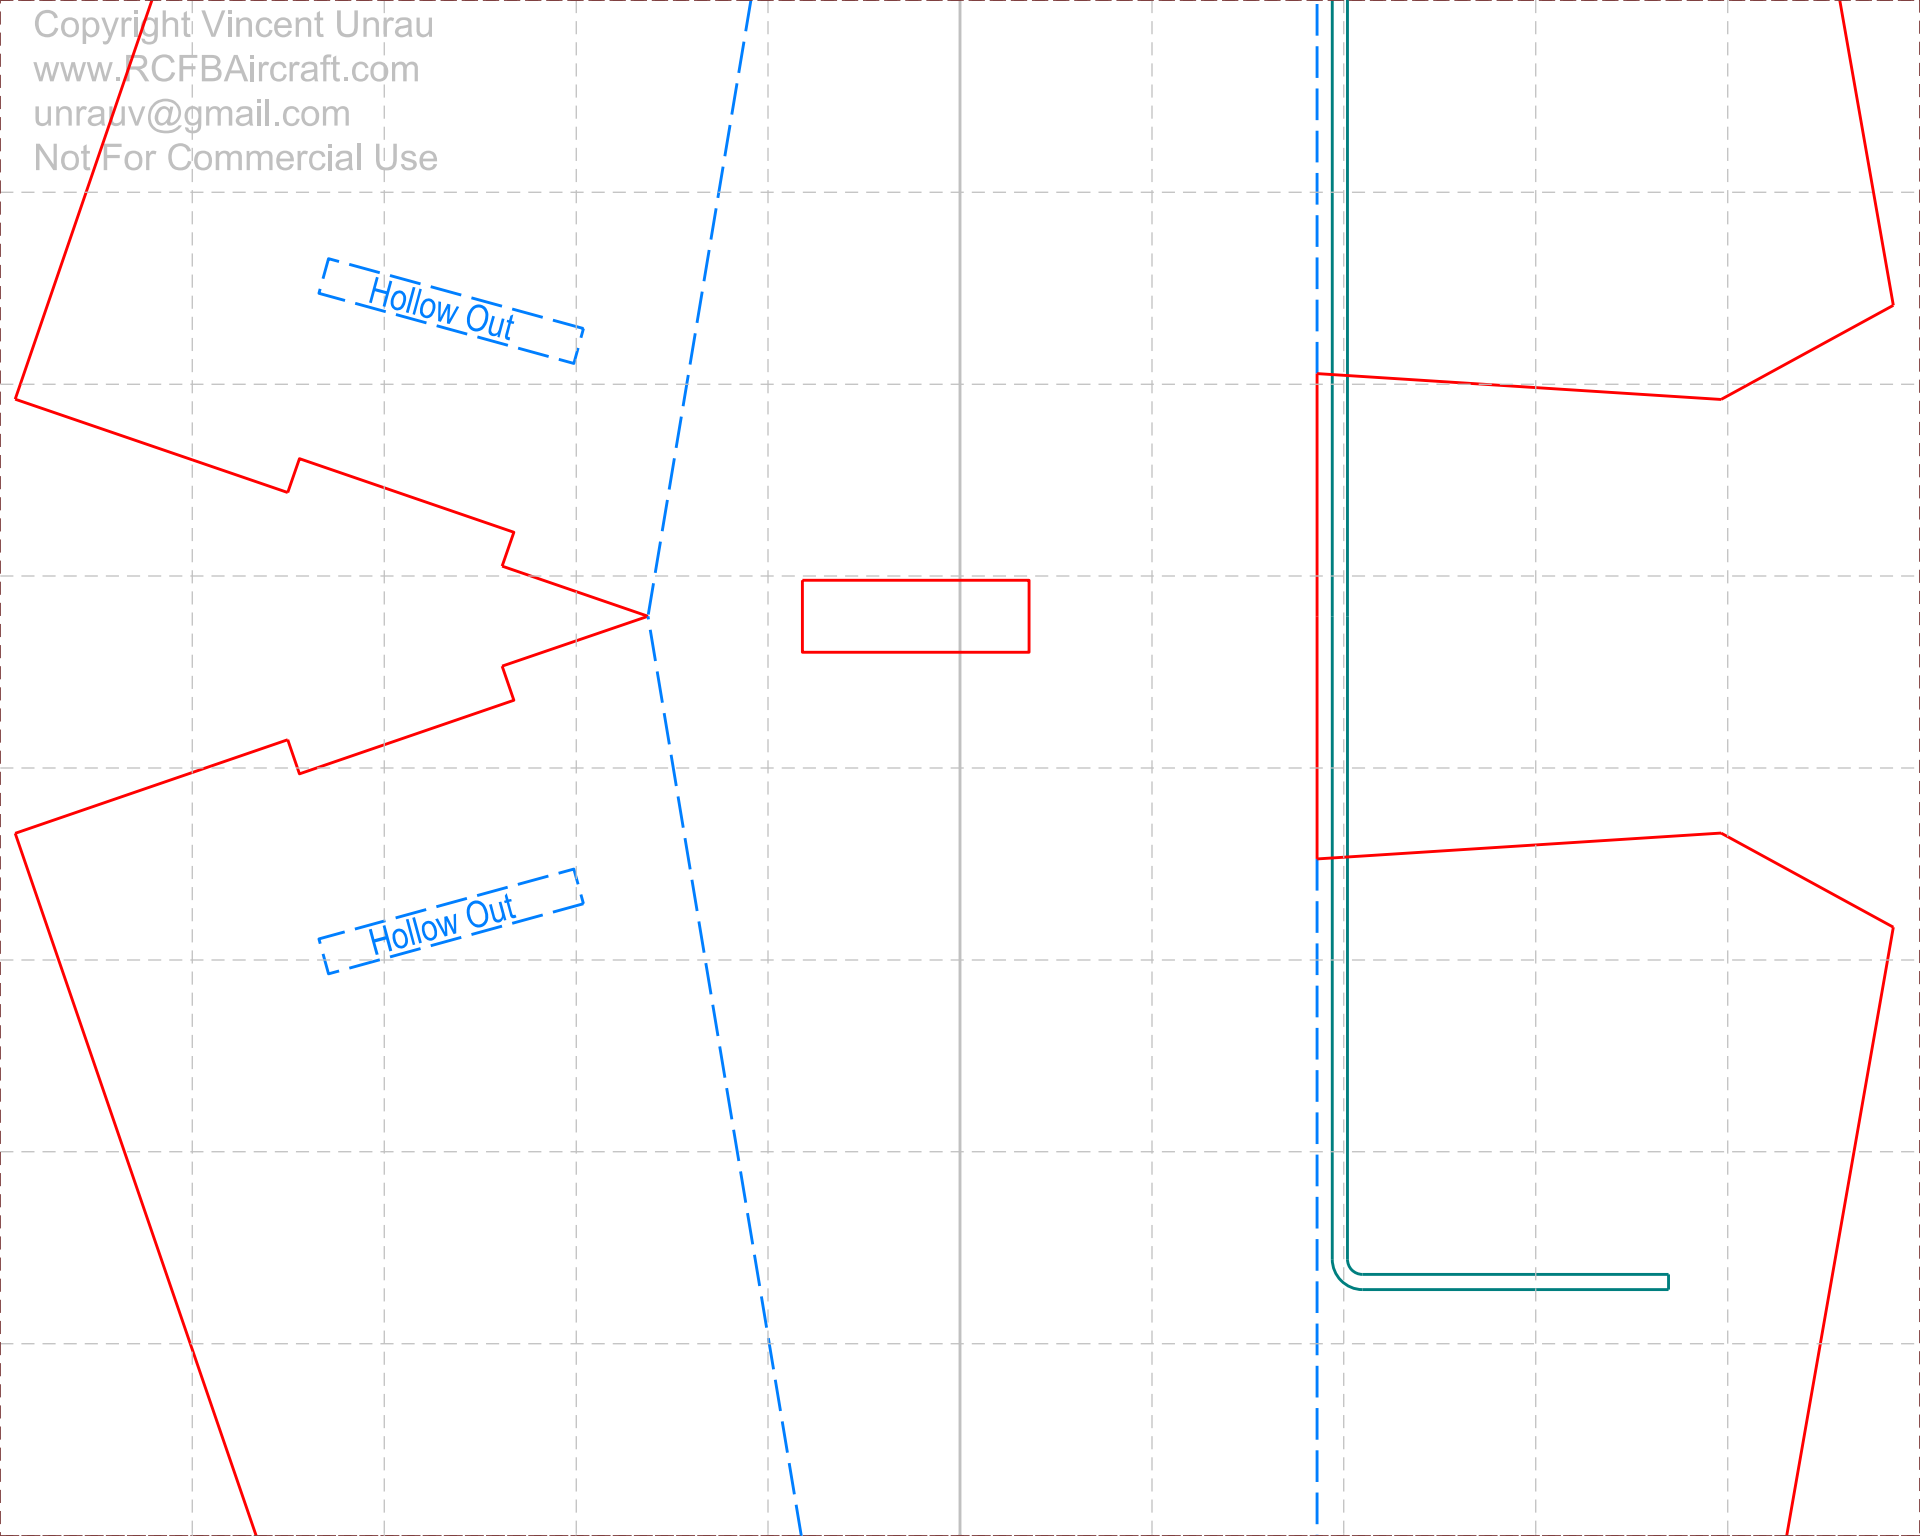 Copyright Vincent Unrau
www.RCFBAircraft.com
unrauv@gmail.com
Not For Commercial Use
Hollow Out
Hollow Out